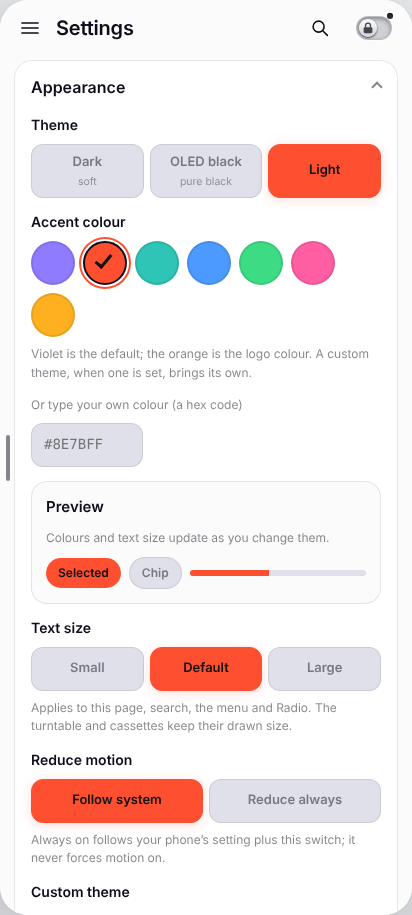 Settings
Appearance
Theme
Dark
soft
OLED black
pure black
Light
Accent colour
Violet is the default; the orange is the logo colour. A custom
theme, when one is set, brings its own.
Or type your own colour (a hex code)
#8E7BFF
Preview
Colours and text size update as you change them.
Selected
Chip
Text size
Small
Default
Large
Applies to this page, search, the menu and Radio. The
turntable and cassettes keep their drawn size.
Reduce motion
Follow system
Reduce always
Always on follows your phone's setting plus this switch; it
never forces motion on.
Custom theme